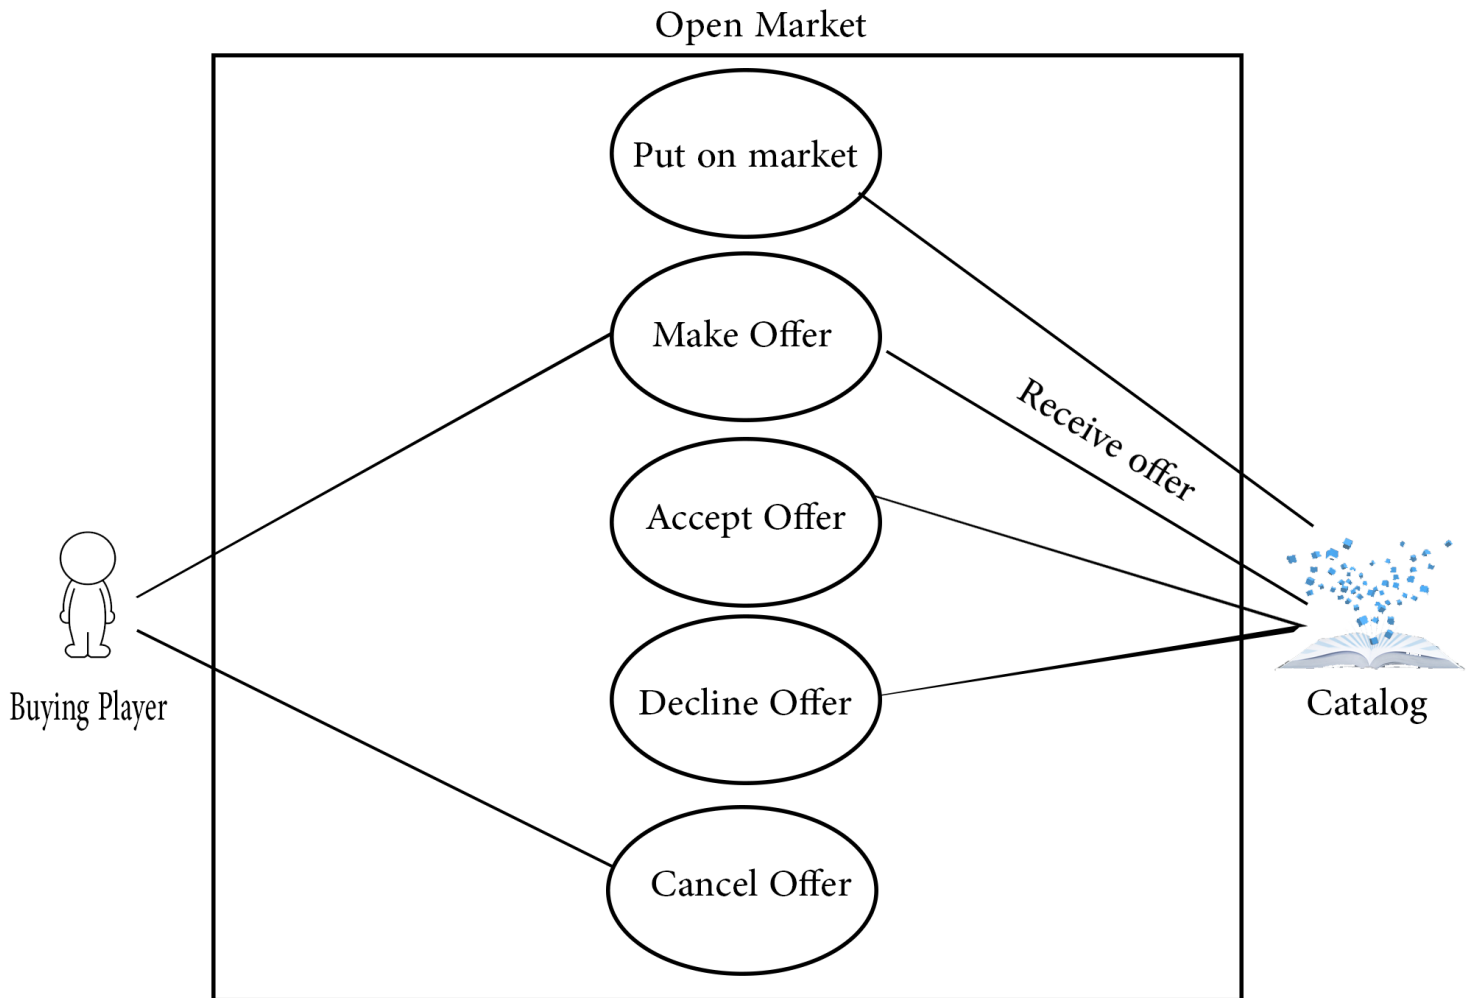 Open Market
Put on market
Make Offer
Receive offer
Accept Offer
Decline Offer
Buying Player
Catalog
Cancel Offer